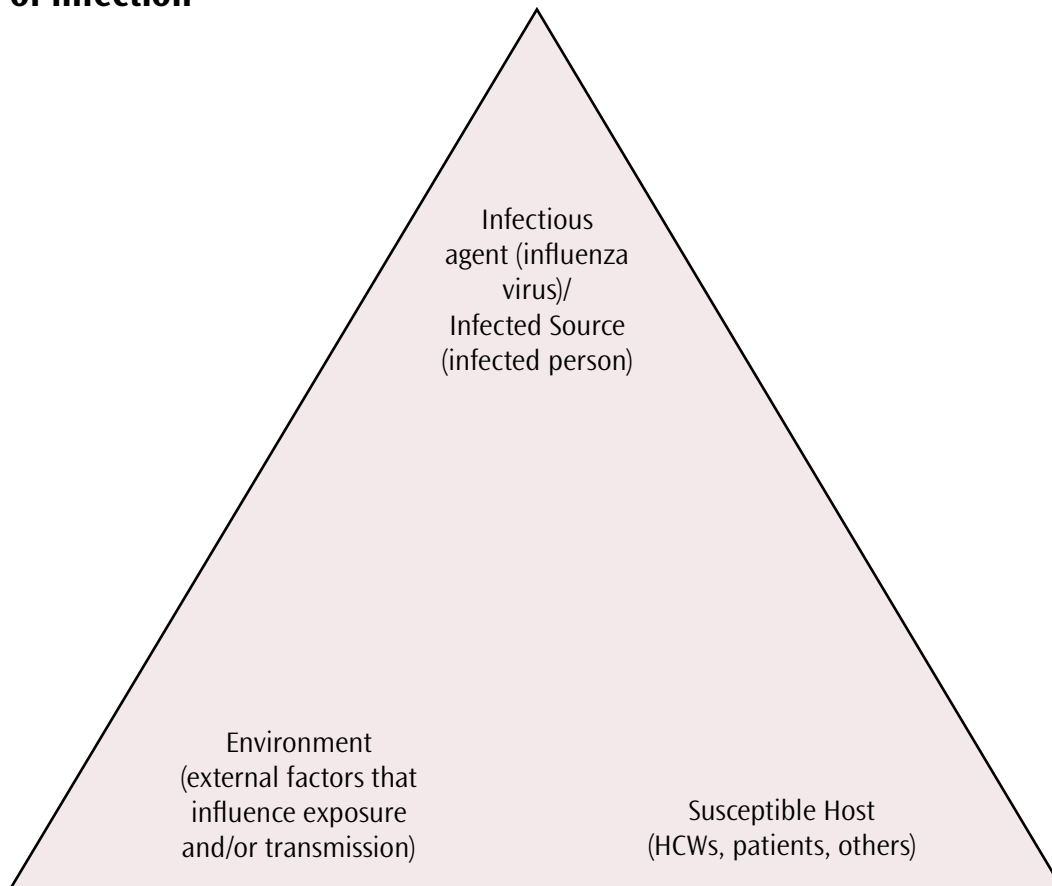 of infection
Infectious
agent (influenza
virus)/
Infected Source
(infected person)
Environment
(external factors that
influence exposure
and/or transmission)
Susceptible Host
(HCWs, patients, others)